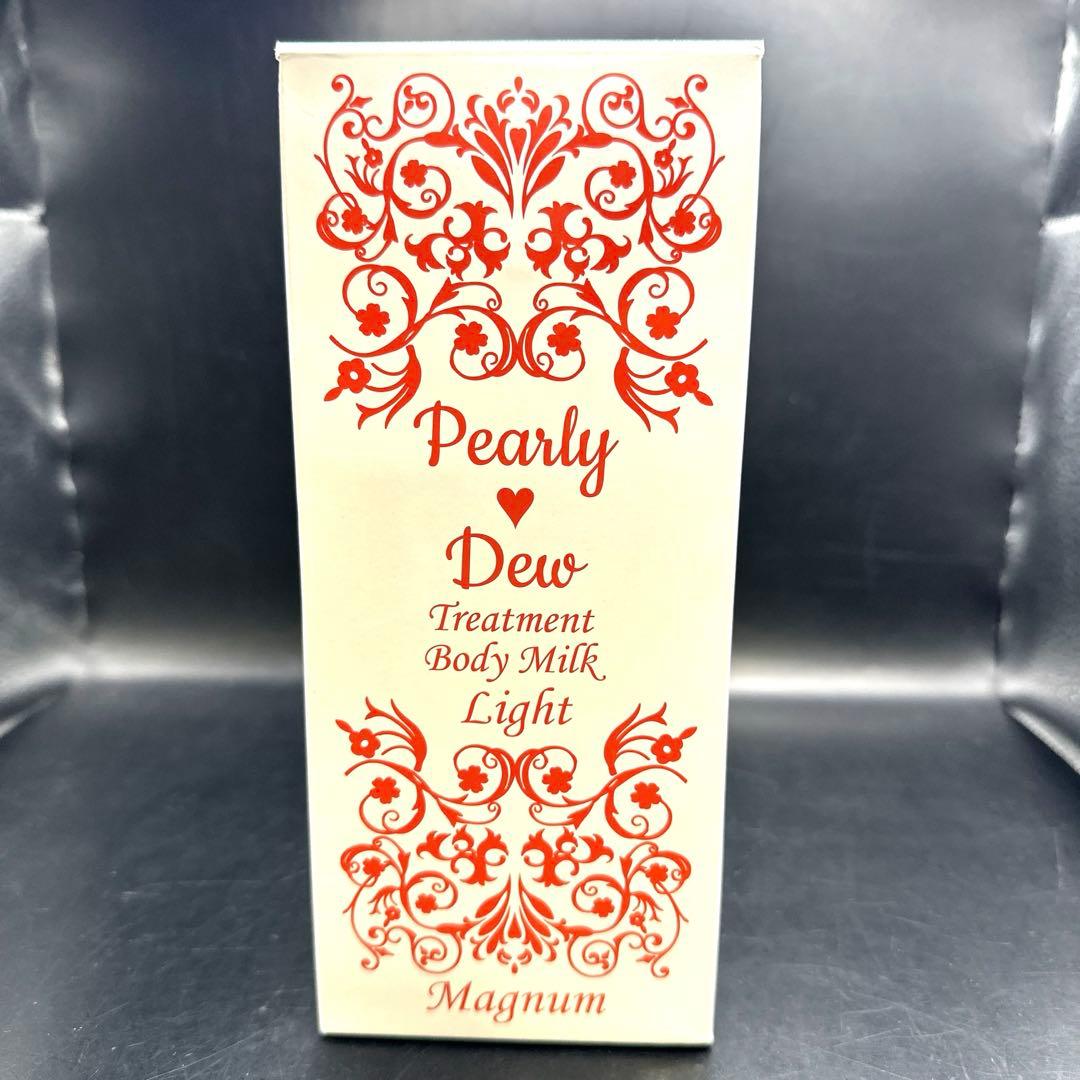 Pearly
♥
Dew
Treatment
Body Milk
Light
Magnum